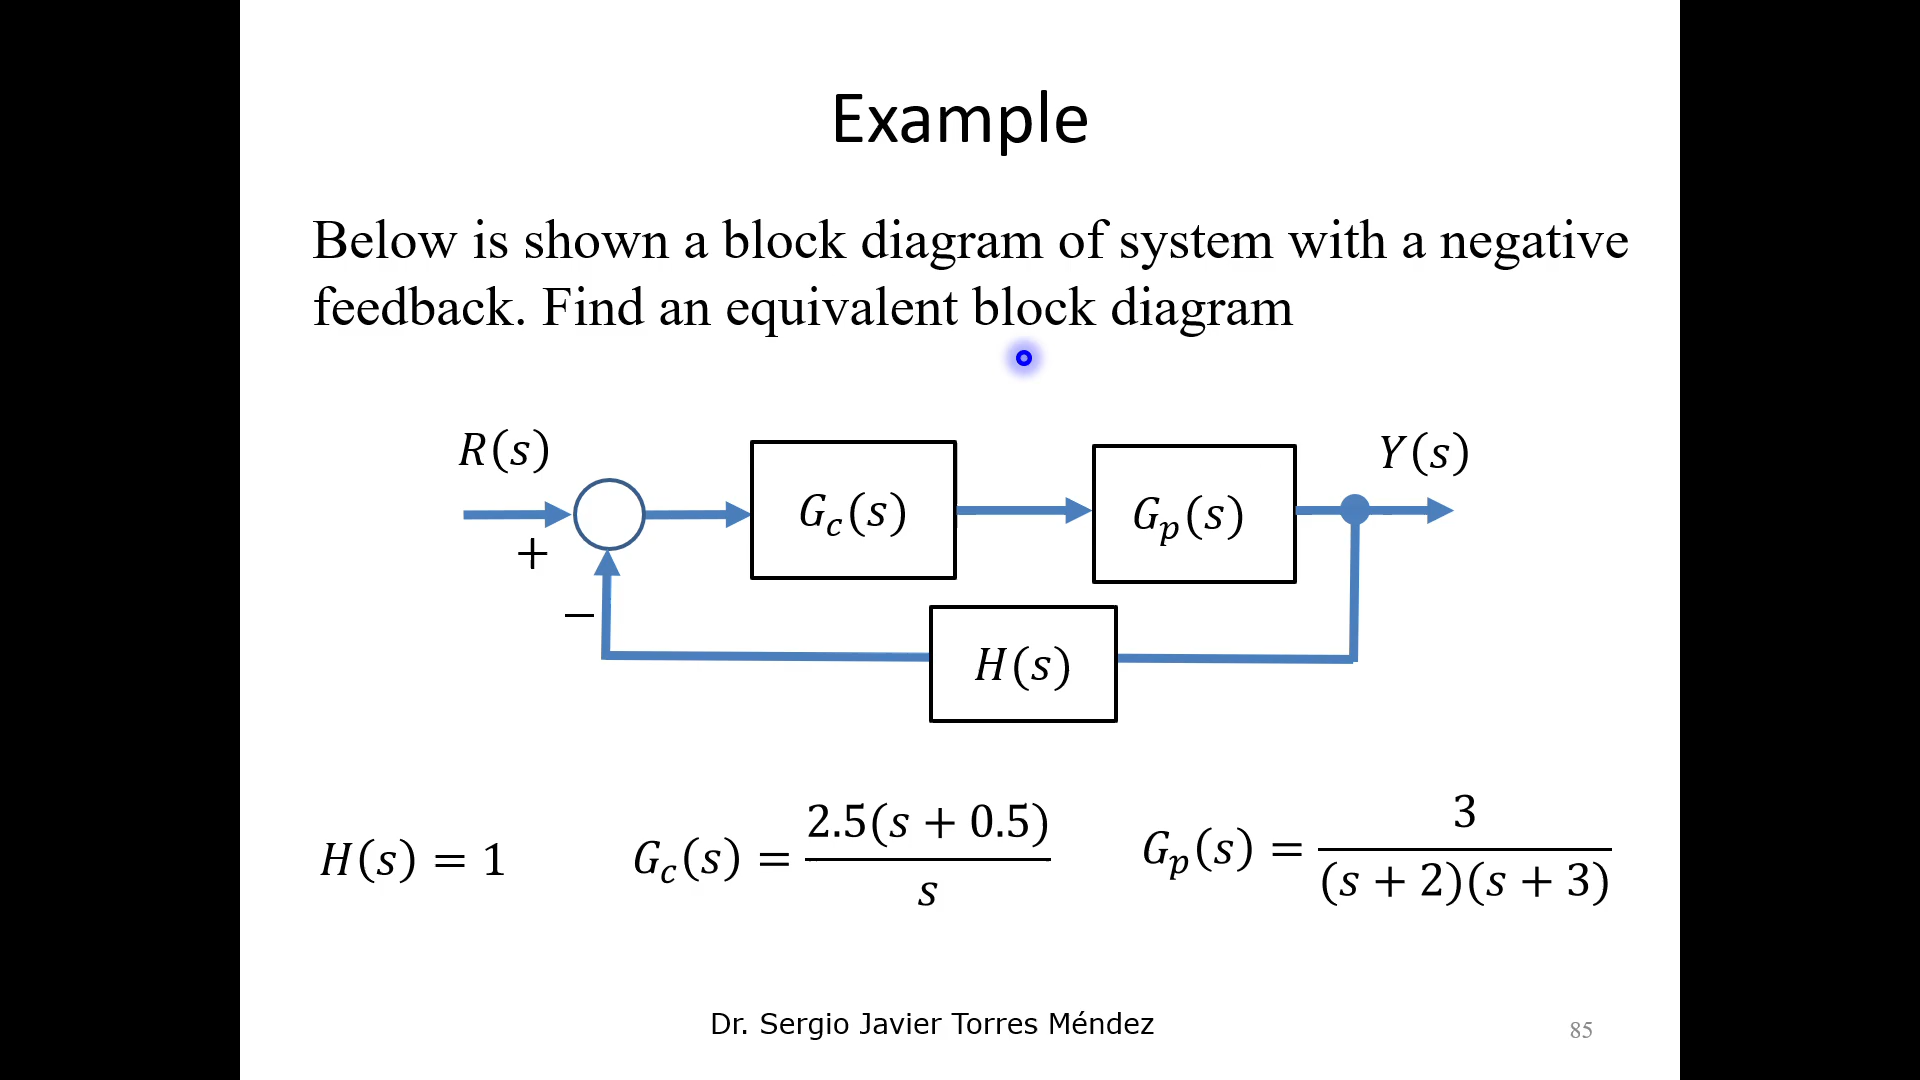 Example
Below is shown a block diagram of system with a negative
feedback. Find an equivalent block diagram
R(s)
Y(s)
G_c(s)
G_p(s)
+
−
H(s)
H(s) = 1
G_c(s) = 2.5(s + 0.5) / s
G_p(s) = 3 / (s + 2)(s + 3)
Dr. Sergio Javier Torres Méndez
85